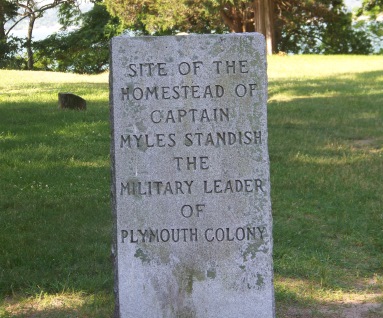 SITE OF THE
HOMESTEAD OF
CAPTAIN
MYLES STANDISH
THE
MILITARY LEADER
OF
PLYMOUTH COLONY